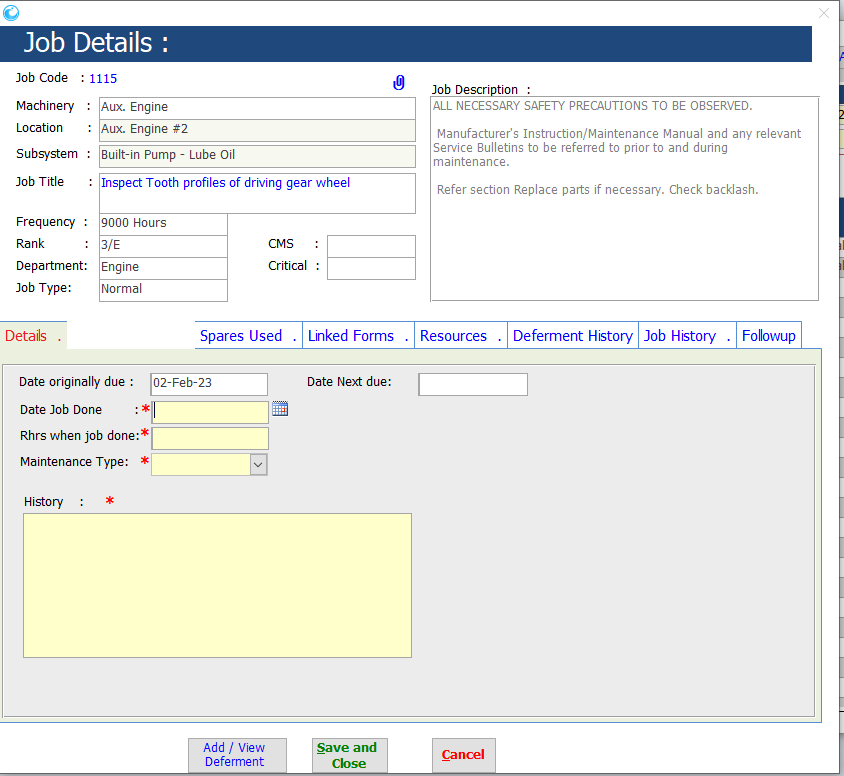 Job Details :
Job Code : 1115
Machinery : Aux. Engine
Location : Aux. Engine #2
Subsystem : Built-in Pump - Lube Oil
Job Title : Inspect Tooth profiles of driving gear wheel
Frequency : 9000 Hours
Rank : 3/E
CMS :
Department: Engine
Critical :
Job Type: Normal
Job Description :
ALL NECESSARY SAFETY PRECAUTIONS TO BE OBSERVED.
Manufacturer's Instruction/Maintenance Manual and any relevant
Service Bulletins to be referred to prior to and during
maintenance.
Refer section Replace parts if necessary. Check backlash.
Details . Spares Used . Linked Forms . Resources . Deferment History Job History . Followup
Date originally due : 02-Feb-23 Date Next due:
Date Job Done :*
Rhrs when job done:*
Maintenance Type: *
History : *
Add / View
Deferment
Save and
Close
Cancel